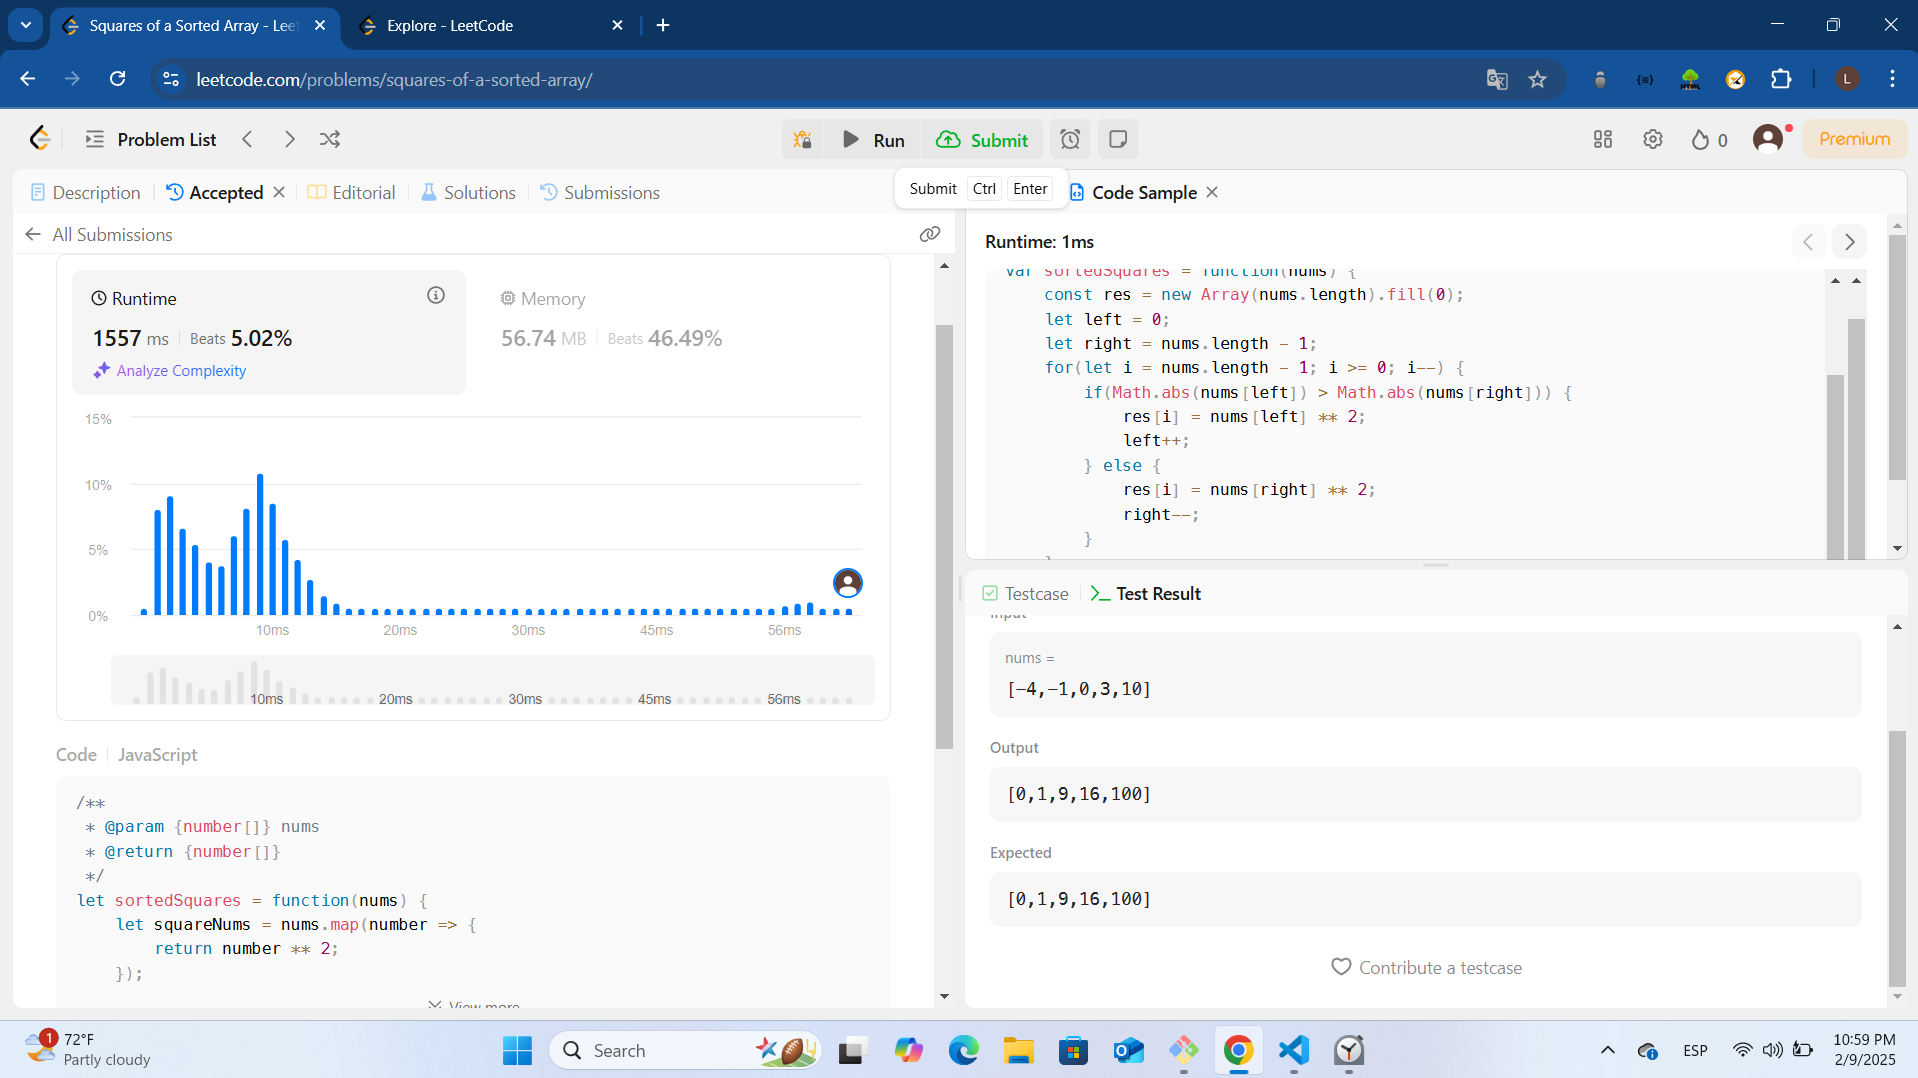 Squares of a Sorted Array - Leet
Explore - LeetCode
leetcode.com/problems/squares-of-a-sorted-array/
L
Problem List
Run
Submit
0
Premium
Description
Accepted
Editorial
Solutions
Submissions
Submit Ctrl Enter
Code Sample
All Submissions
Runtime
1557 ms Beats 5.02%
Analyze Complexity
Memory
56.74 MB Beats 46.49%
15%
10%
5%
0%
10ms 20ms 30ms 45ms 56ms
10ms 20ms 30ms 45ms 56ms
Code JavaScript
/**
* @param {number[]} nums
* @return {number[]}
*/
let sortedSquares = function(nums) {
let squareNums = nums.map(number => {
return number ** 2;
});
View more
Runtime: 1ms
var sortedSquares = function(nums) {
const res = new Array(nums.length).fill(0);
let left = 0;
let right = nums.length - 1;
for(let i = nums.length - 1; i >= 0; i--) {
if(Math.abs(nums[left]) > Math.abs(nums[right])) {
res[i] = nums[left] ** 2;
left++;
} else {
res[i] = nums[right] ** 2;
right--;
}
Testcase
Test Result
Input
nums =
[-4,-1,0,3,10]
Output
[0,1,9,16,100]
Expected
[0,1,9,16,100]
Contribute a testcase
1
72°F
Partly cloudy
Search
ESP
10:59 PM
2/9/2025